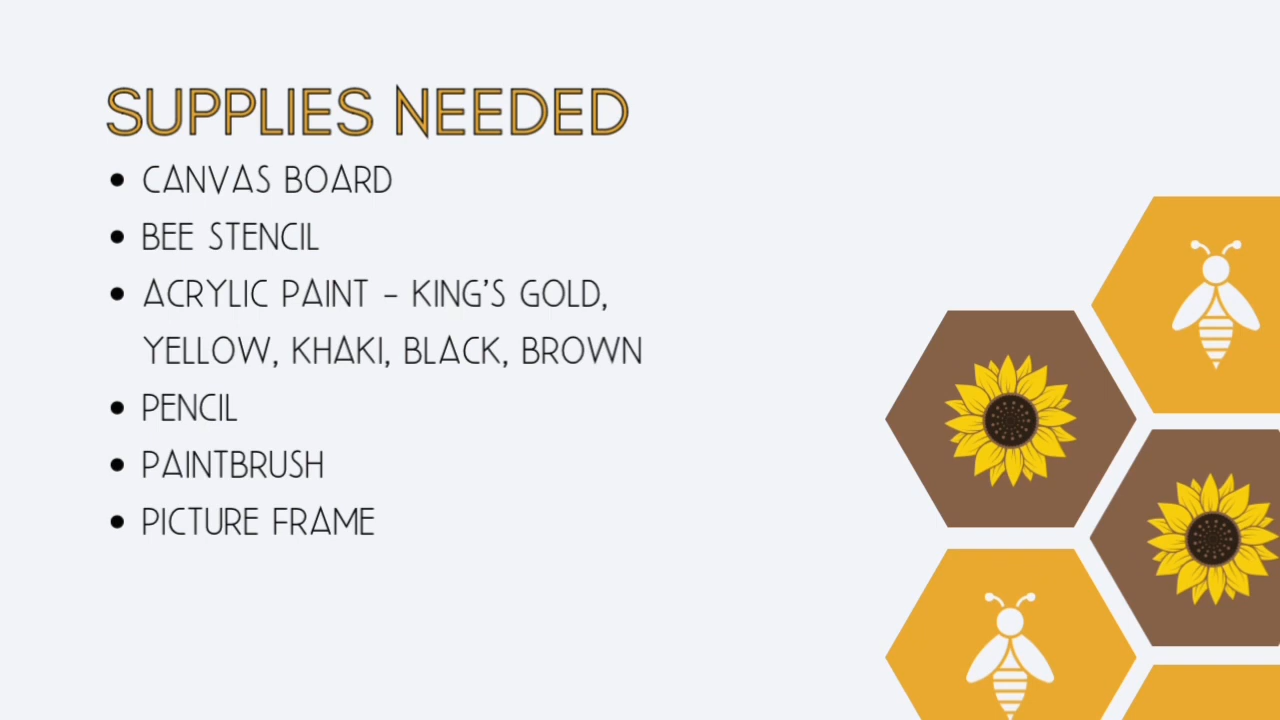 SUPPLIES NEEDED
• CANVAS BOARD
• BEE STENCIL
• ACRYLIC PAINT - KING'S GOLD,
YELLOW, KHAKI, BLACK, BROWN
• PENCIL
• PAINTBRUSH
• PICTURE FRAME